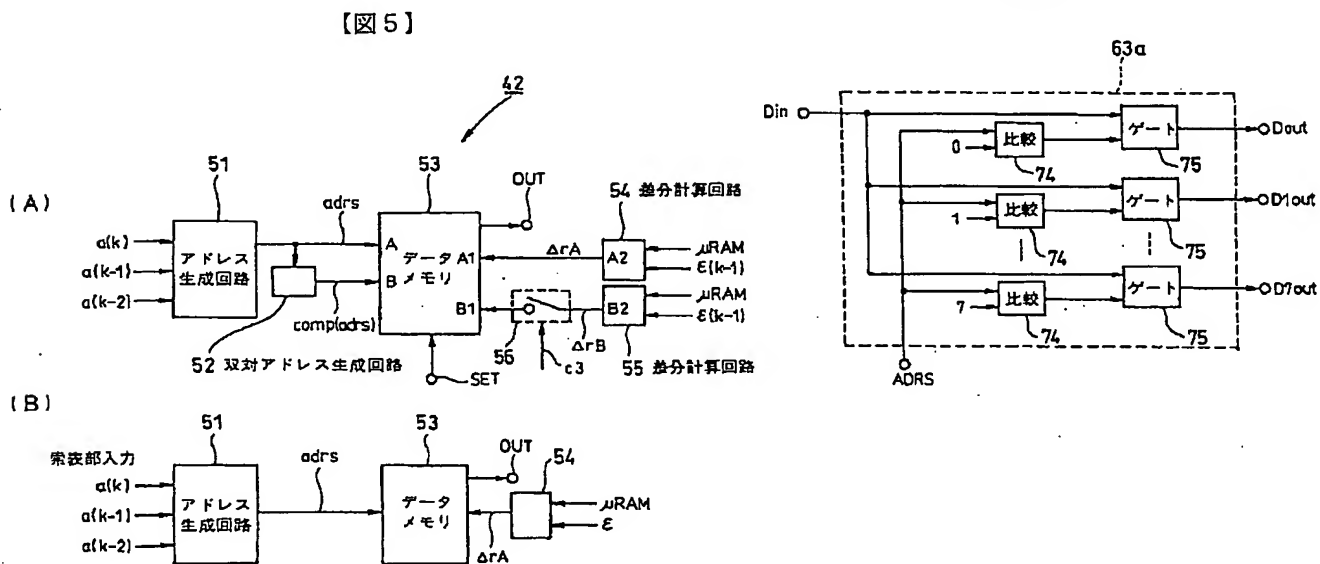 【図5】
42
(A)
51
adrs
a(k)
a(k-1)
a(k-2)
アドレス
生成回路
52 双対アドレス生成回路
comp(adrs)
53
A
B
データ
メモリ
A1
B1
OUT
SET
ΔrA
54 差分計算回路
A2
μRAM
ε(k-1)
56
c3
ΔrB
B2
μRAM
ε(k-1)
55 差分計算回路
(B)
索表部入力
a(k)
a(k-1)
a(k-2)
51
アドレス
生成回路
adrs
53
データ
メモリ
OUT
54
ΔrA
μRAM
ε
63a
Din
0
比較
74
ゲート
75
Dout
1
比較
74
ゲート
75
D1out
7
比較
74
ゲート
75
D7out
ADRS